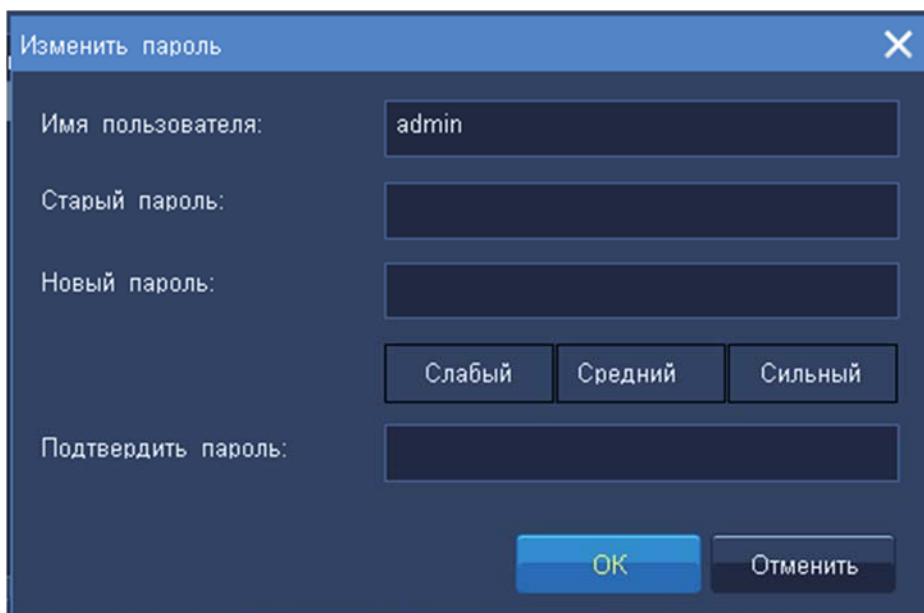 Изменить пароль
Имя пользователя: admin
Старый пароль:
Новый пароль:
Слабый Средний Сильный
Подтвердить пароль:
OK Отменить